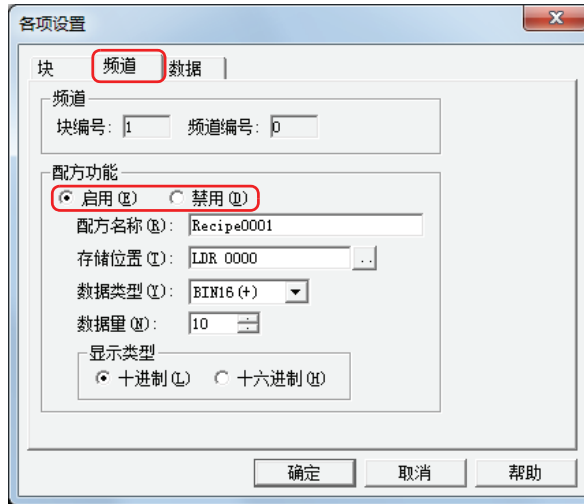 各项设置
块 频道 数据
频道
块编号: 1 频道编号: 0
配方功能
启用(E) 禁用(D)
配方名称(R): Recipe0001
存储位置(T): LDR 0000 ..
数据类型(Y): BIN16(+)
数据量(N): 10
显示类型
十进制(L) 十六进制(H)
确定 取消 帮助